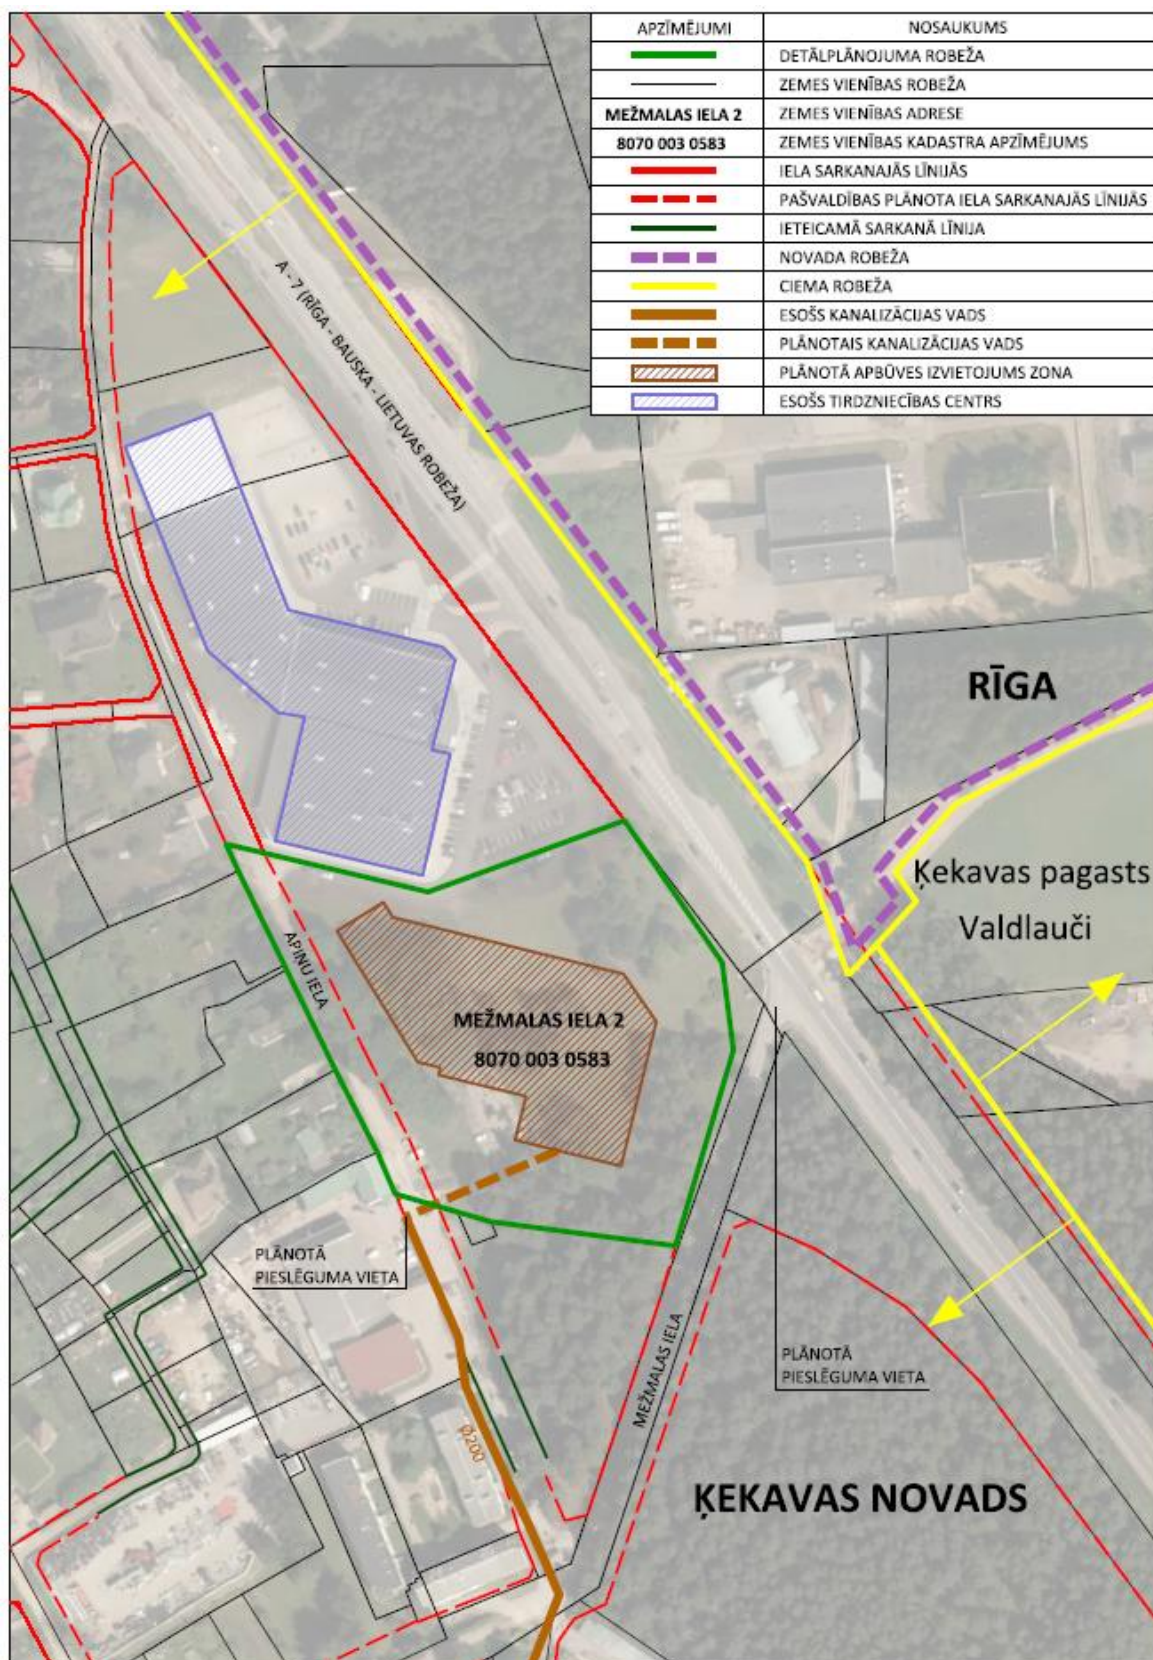 APZĪMĒJUMI NOSAUKUMS
DETĀLPLĀNOJUMA ROBEŽA
ZEMES VIENĪBAS ROBEŽA
MEŽMALAS IELA 2 ZEMES VIENĪBAS ADRESE
8070 003 0583 ZEMES VIENĪBAS KADASTRA APZĪMĒJUMS
IELA SARKANAJĀS LĪNIJĀS
PAŠVALDĪBAS PLĀNOTA IELA SARKANAJĀS LĪNIJĀS
IETEICAMĀ SARKANĀ LĪNIJA
NOVADA ROBEŽA
CIEMA ROBEŽA
ESOŠS KANALIZĀCIJAS VADS
PLĀNOTAIS KANALIZĀCIJAS VADS
PLĀNOTĀ APBŪVES IZVIETOJUMS ZONA
ESOŠS TIRDZNIECĪBAS CENTRS
A - 7 (RĪGA - BAUSKA - LIETUVAS ROBEŽA)
RĪGA
Ķekavas pagasts
Valdlauči
APIŅU IELA
MEŽMALAS IELA 2
8070 003 0583
PLĀNOTĀ
PIESLĒGUMA VIETA
PLĀNOTĀ
PIESLĒGUMA VIETA
MEŽMALAS IELA
Ø200
ĶEKAVAS NOVADS